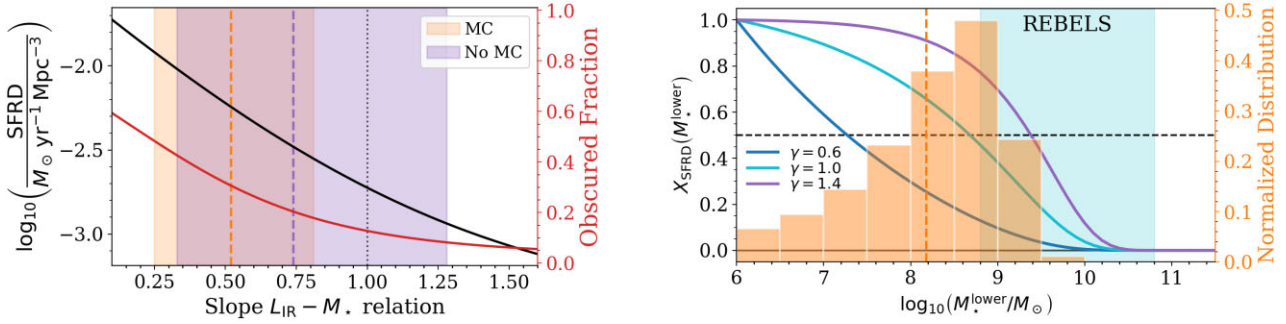 log₁₀(SFRD / M⊙ yr⁻¹ Mpc⁻³)
−2.0
−2.5
−3.0
MC
No MC
0.25 0.50 0.75 1.00 1.25 1.50
Slope L_IR − M⋆ relation
1.0
0.8
0.6
0.4
0.2
0.0
Obscured Fraction
X_SFRD(M⋆^lower)
1.0
0.8
0.6
0.4
0.2
0.0
REBELS
γ = 0.6
γ = 1.0
γ = 1.4
6 7 8 9 10 11
log₁₀(M⋆^lower/M⊙)
0.5
0.4
0.3
0.2
0.1
0.0
Normalized Distribution